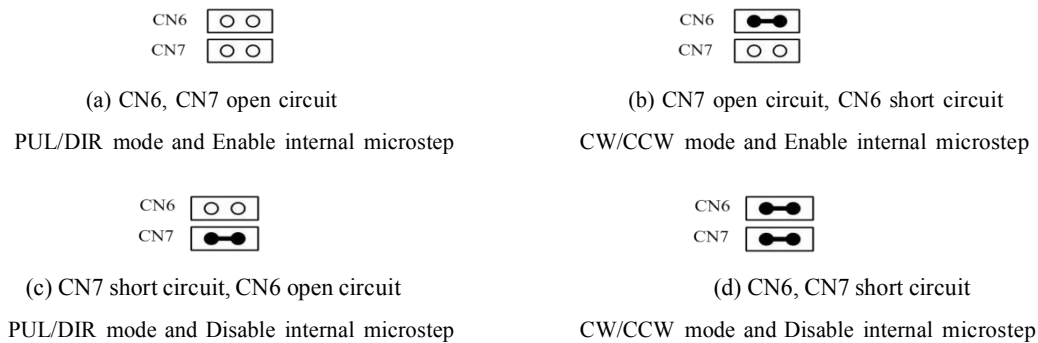 CN6
CN7
(a) CN6, CN7 open circuit
PUL/DIR mode and Enable internal microstep
CN6
CN7
(b) CN7 open circuit, CN6 short circuit
CW/CCW mode and Enable internal microstep
CN6
CN7
(c) CN7 short circuit, CN6 open circuit
PUL/DIR mode and Disable internal microstep
CN6
CN7
(d) CN6, CN7 short circuit
CW/CCW mode and Disable internal microstep